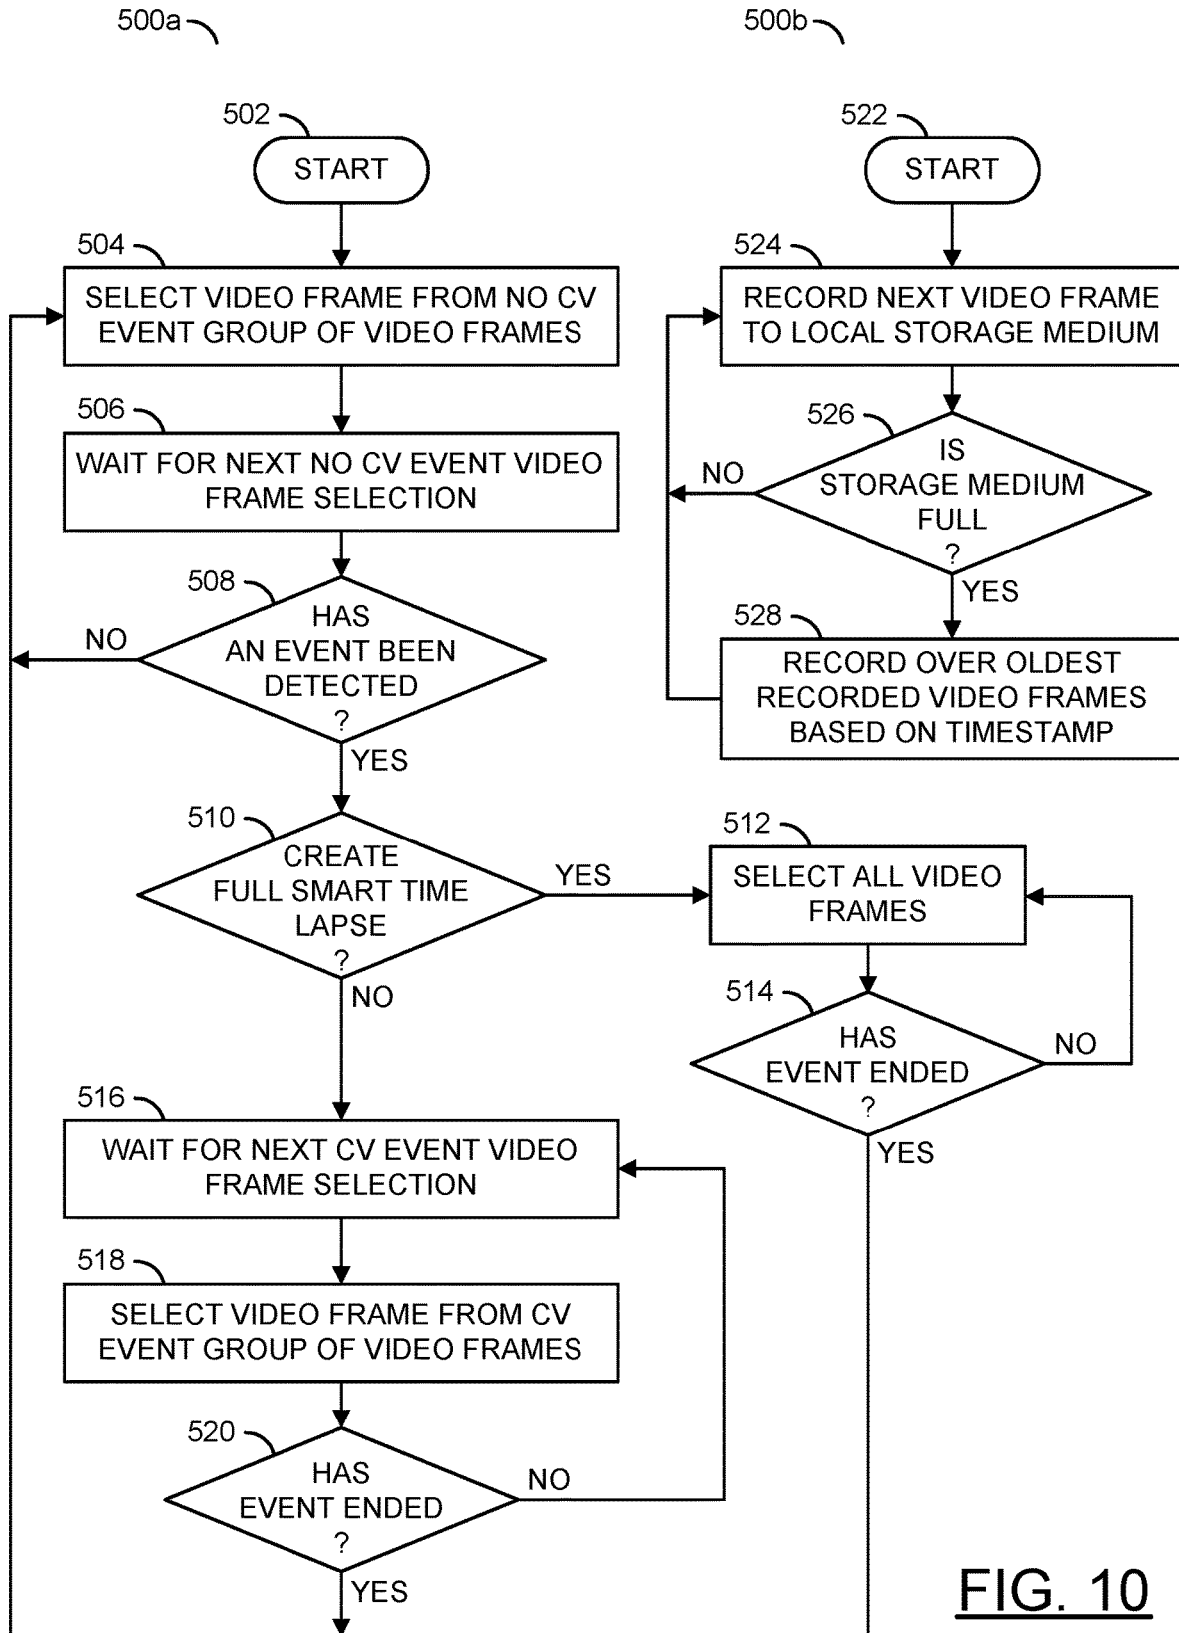 500a
502
START
504
SELECT VIDEO FRAME FROM NO CV
EVENT GROUP OF VIDEO FRAMES
506
WAIT FOR NEXT NO CV EVENT VIDEO
FRAME SELECTION
508
HAS
AN EVENT BEEN
DETECTED
?
NO
YES
510
CREATE
FULL SMART TIME
LAPSE
?
YES
NO
512
SELECT ALL VIDEO
FRAMES
514
HAS
EVENT ENDED
?
NO
YES
516
WAIT FOR NEXT CV EVENT VIDEO
FRAME SELECTION
518
SELECT VIDEO FRAME FROM CV
EVENT GROUP OF VIDEO FRAMES
520
HAS
EVENT ENDED
?
NO
YES
500b
522
START
524
RECORD NEXT VIDEO FRAME
TO LOCAL STORAGE MEDIUM
526
IS
STORAGE MEDIUM
FULL
?
NO
YES
528
RECORD OVER OLDEST
RECORDED VIDEO FRAMES
BASED ON TIMESTAMP
FIG. 10